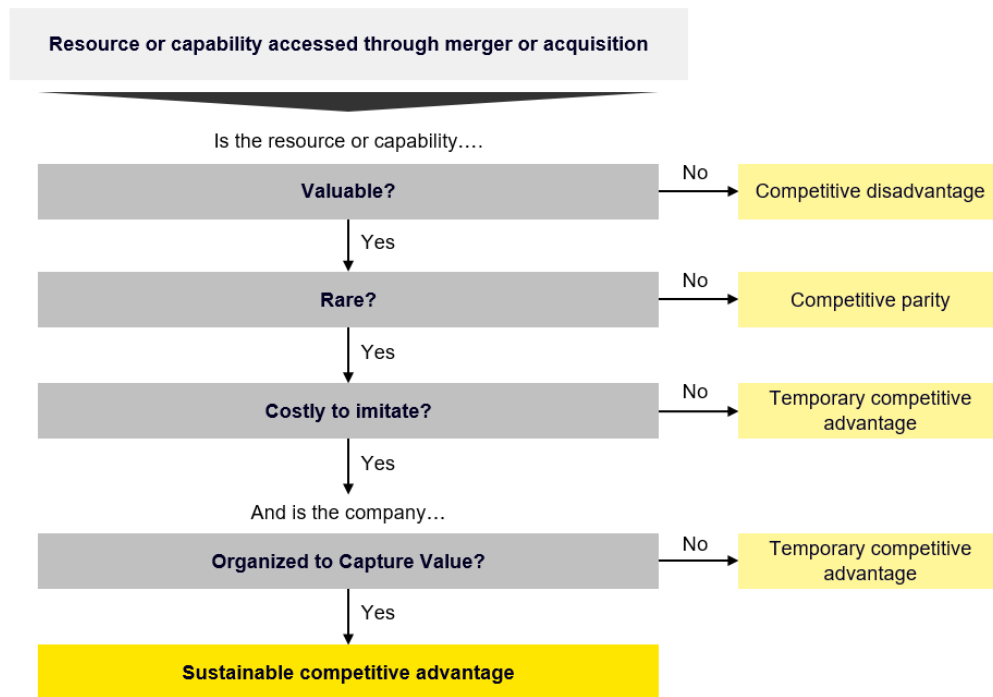 Resource or capability accessed through merger or acquisition
Is the resource or capability….
Valuable?
No
Competitive disadvantage
Yes
Rare?
No
Competitive parity
Yes
Costly to imitate?
No
Temporary competitive
advantage
Yes
And is the company…
Organized to Capture Value?
No
Temporary competitive
advantage
Yes
Sustainable competitive advantage